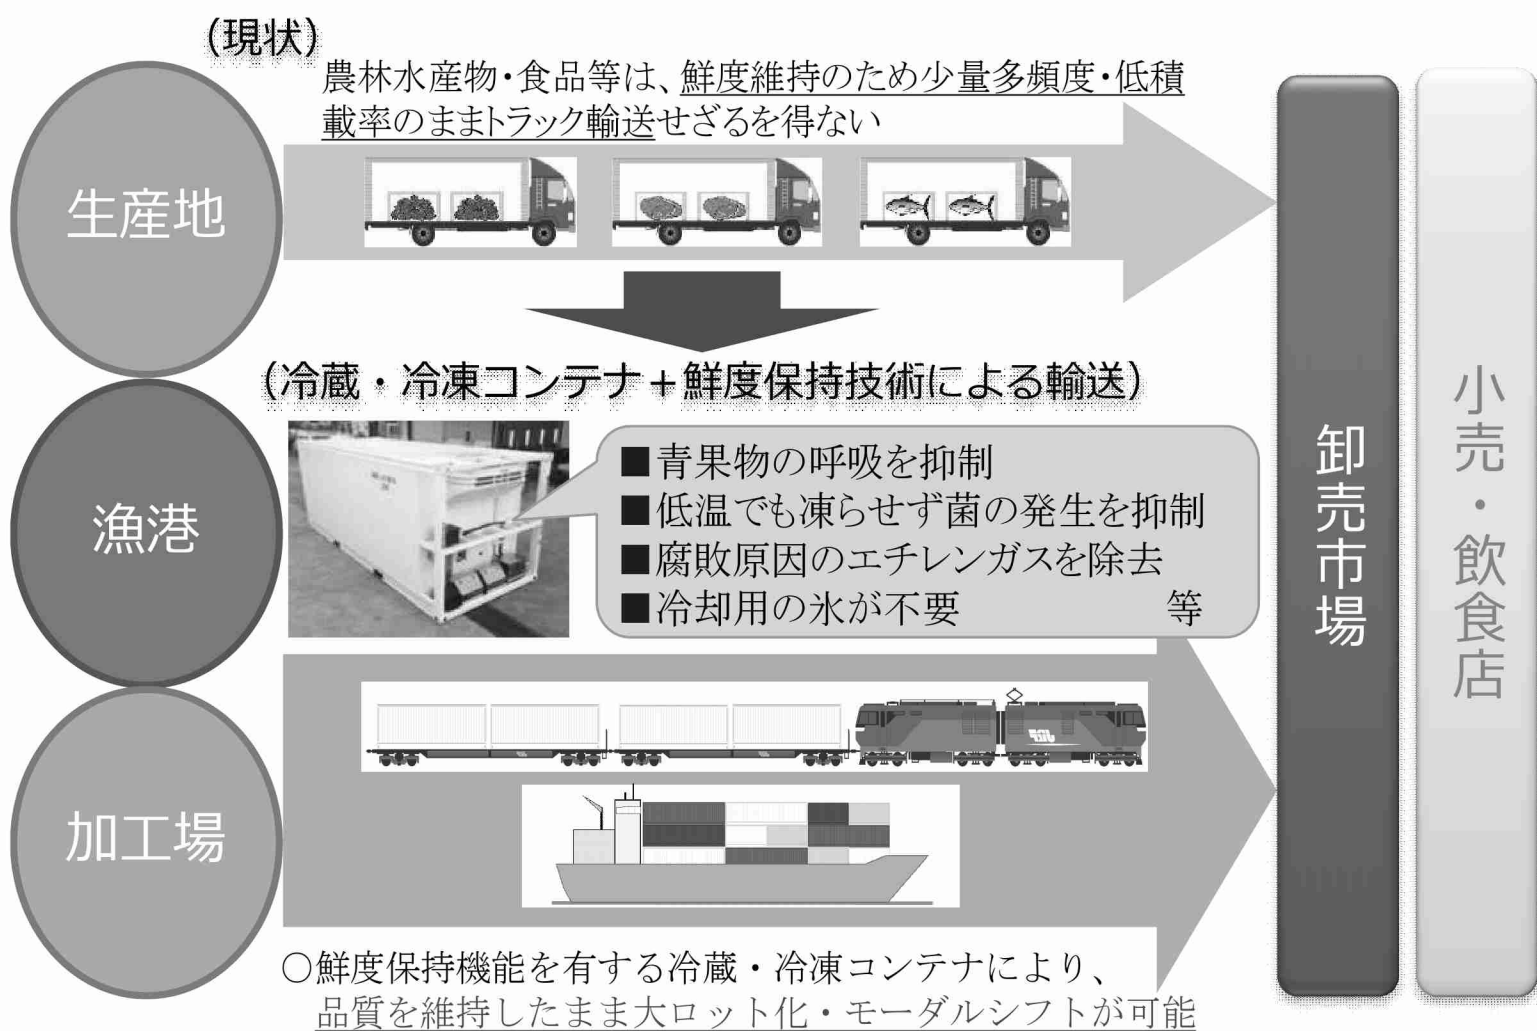 （現状）
農林水産物・食品等は、鮮度維持のため少量多頻度・低積
載率のままトラック輸送せざるを得ない
生産地
（冷蔵・冷凍コンテナ＋鮮度保持技術による輸送）
漁港
■青果物の呼吸を抑制
■低温でも凍らせず菌の発生を抑制
■腐敗原因のエチレンガスを除去
■冷却用の氷が不要　等
加工場
○鮮度保持機能を有する冷蔵・冷凍コンテナにより、
品質を維持したまま大ロット化・モーダルシフトが可能
卸売市場
小売・飲食店